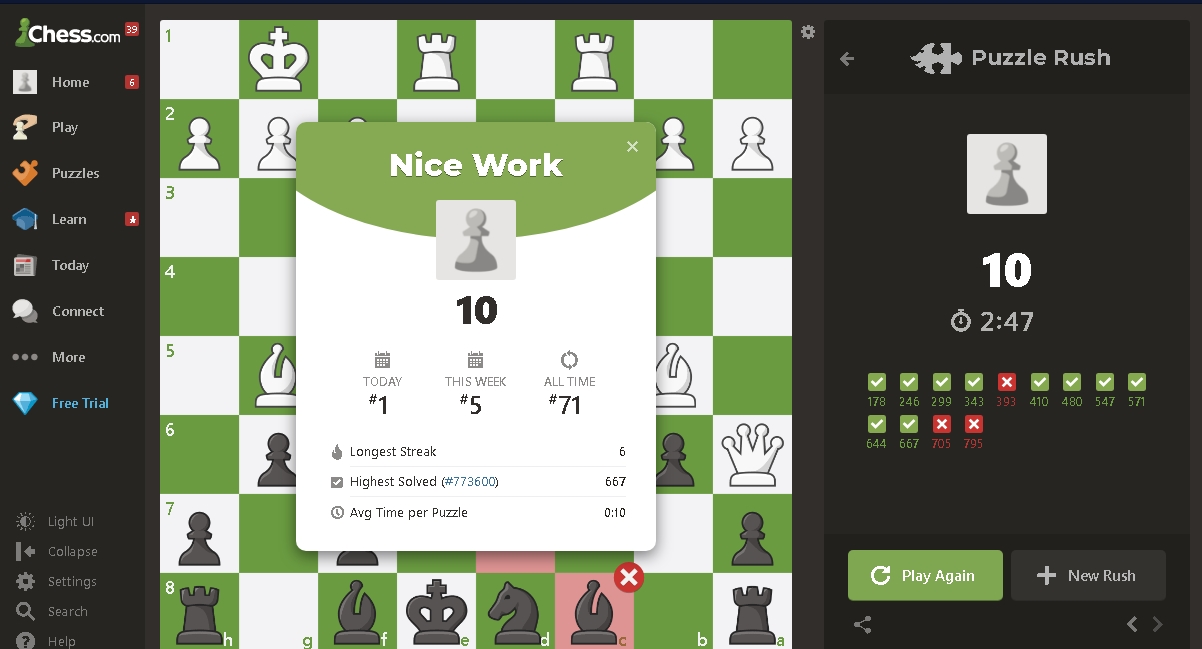 Chess.com 39
Home 6
Play
Puzzles
Learn
Today
Connect
More
Free Trial
Light UI
Collapse
Settings
Search
Help
1
2
3
4
5
6
7
8
h g f e d c b a
Nice Work
×
10
TODAY THIS WEEK ALL TIME
#1 #5 #71
Longest Streak 6
Highest Solved (#773600) 667
Avg Time per Puzzle 0:10
Puzzle Rush
10
2:47
178 246 299 343 393 410 480 547 571
644 667 705 795
Play Again
+ New Rush